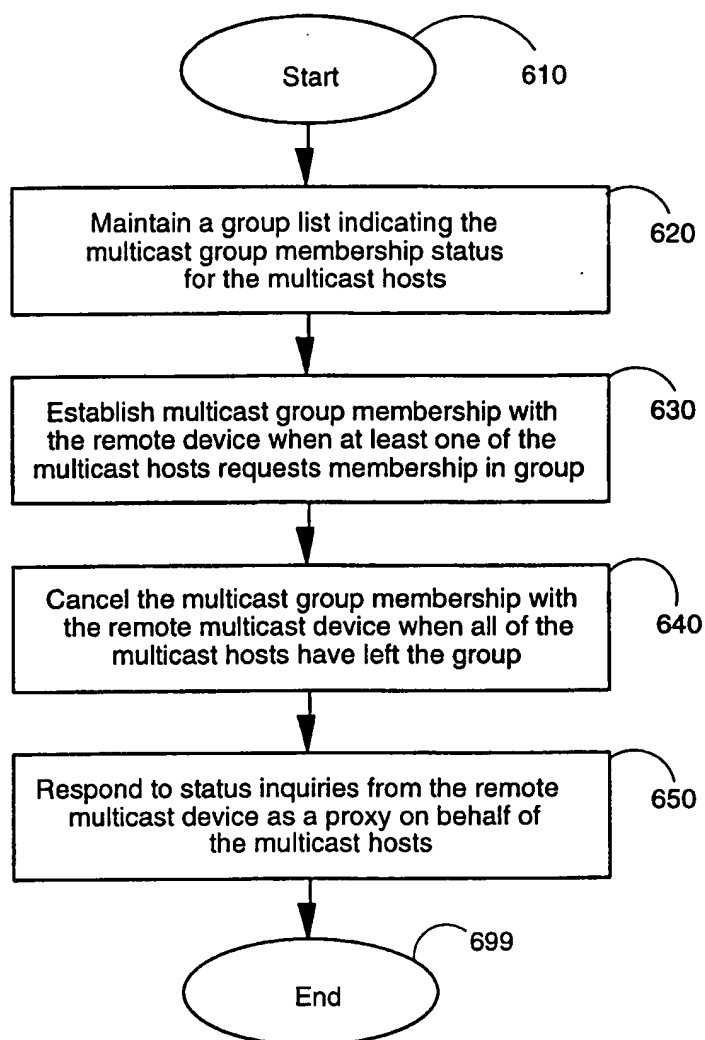 Start
610
Maintain a group list indicating the
multicast group membership status
for the multicast hosts
620
Establish multicast group membership with
the remote device when at least one of the
multicast hosts requests membership in group
630
Cancel the multicast group membership with
the remote multicast device when all of the
multicast hosts have left the group
640
Respond to status inquiries from the remote
multicast device as a proxy on behalf of
the multicast hosts
650
699
End